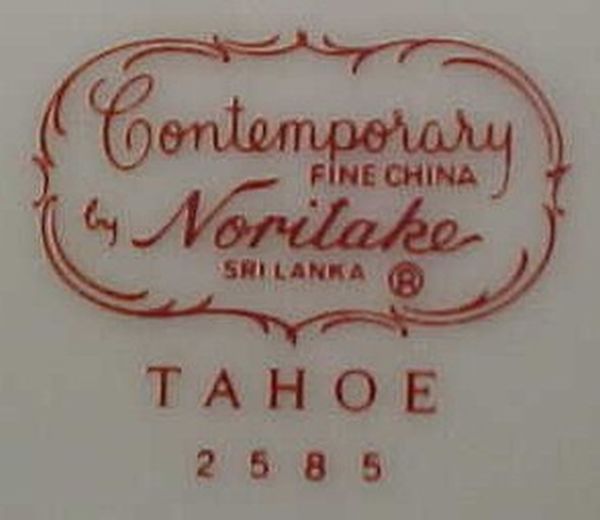 Contemporary
FINE CHINA
by Noritake
SRI LANKA ®
TAHOE
2585